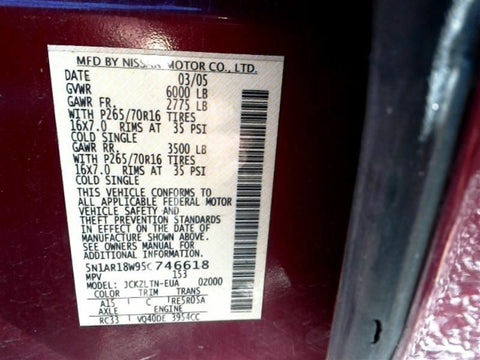 MFD BY NISSAN MOTOR CO., LTD.
DATE 03/05
GVWR 6000 LB
GAWR FR. 2775 LB
WITH P265/70R16 TIRES
16X7.0 RIMS AT 35 PSI
COLD SINGLE
GAWR RR. 3500 LB
WITH P265/70R16 TIRES
16X7.0 RIMS AT 35 PSI
COLD SINGLE
THIS VEHICLE CONFORMS TO
ALL APPLICABLE FEDERAL MOTOR
VEHICLE SAFETY AND
THEFT PREVENTION STANDARDS
IN EFFECT ON THE DATE OF
MANUFACTURE SHOWN ABOVE.
SEE OWNERS MANUAL FOR
ADDITIONAL INFORMATION.
5N1AR18W95C746618
MPV 153
MODEL: JCKZLTN-EUA 0Z000
COLOR TRIM TRANS
A15 C RE5R05A
AXLE ENGINE
RC33 VQ40DE 3954CC